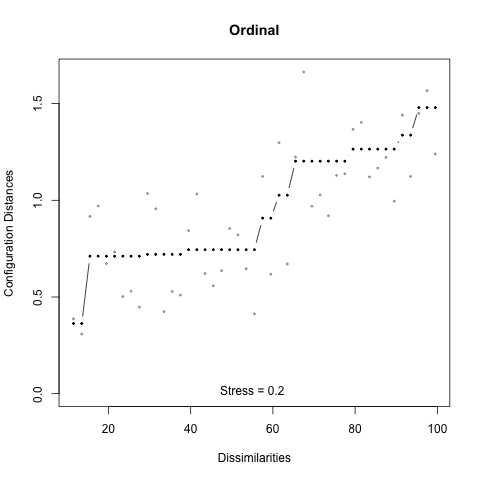 Ordinal
Configuration Distances
1.5
1.0
0.5
0.0
Stress = 0.2
20 40 60 80 100
Dissimilarities